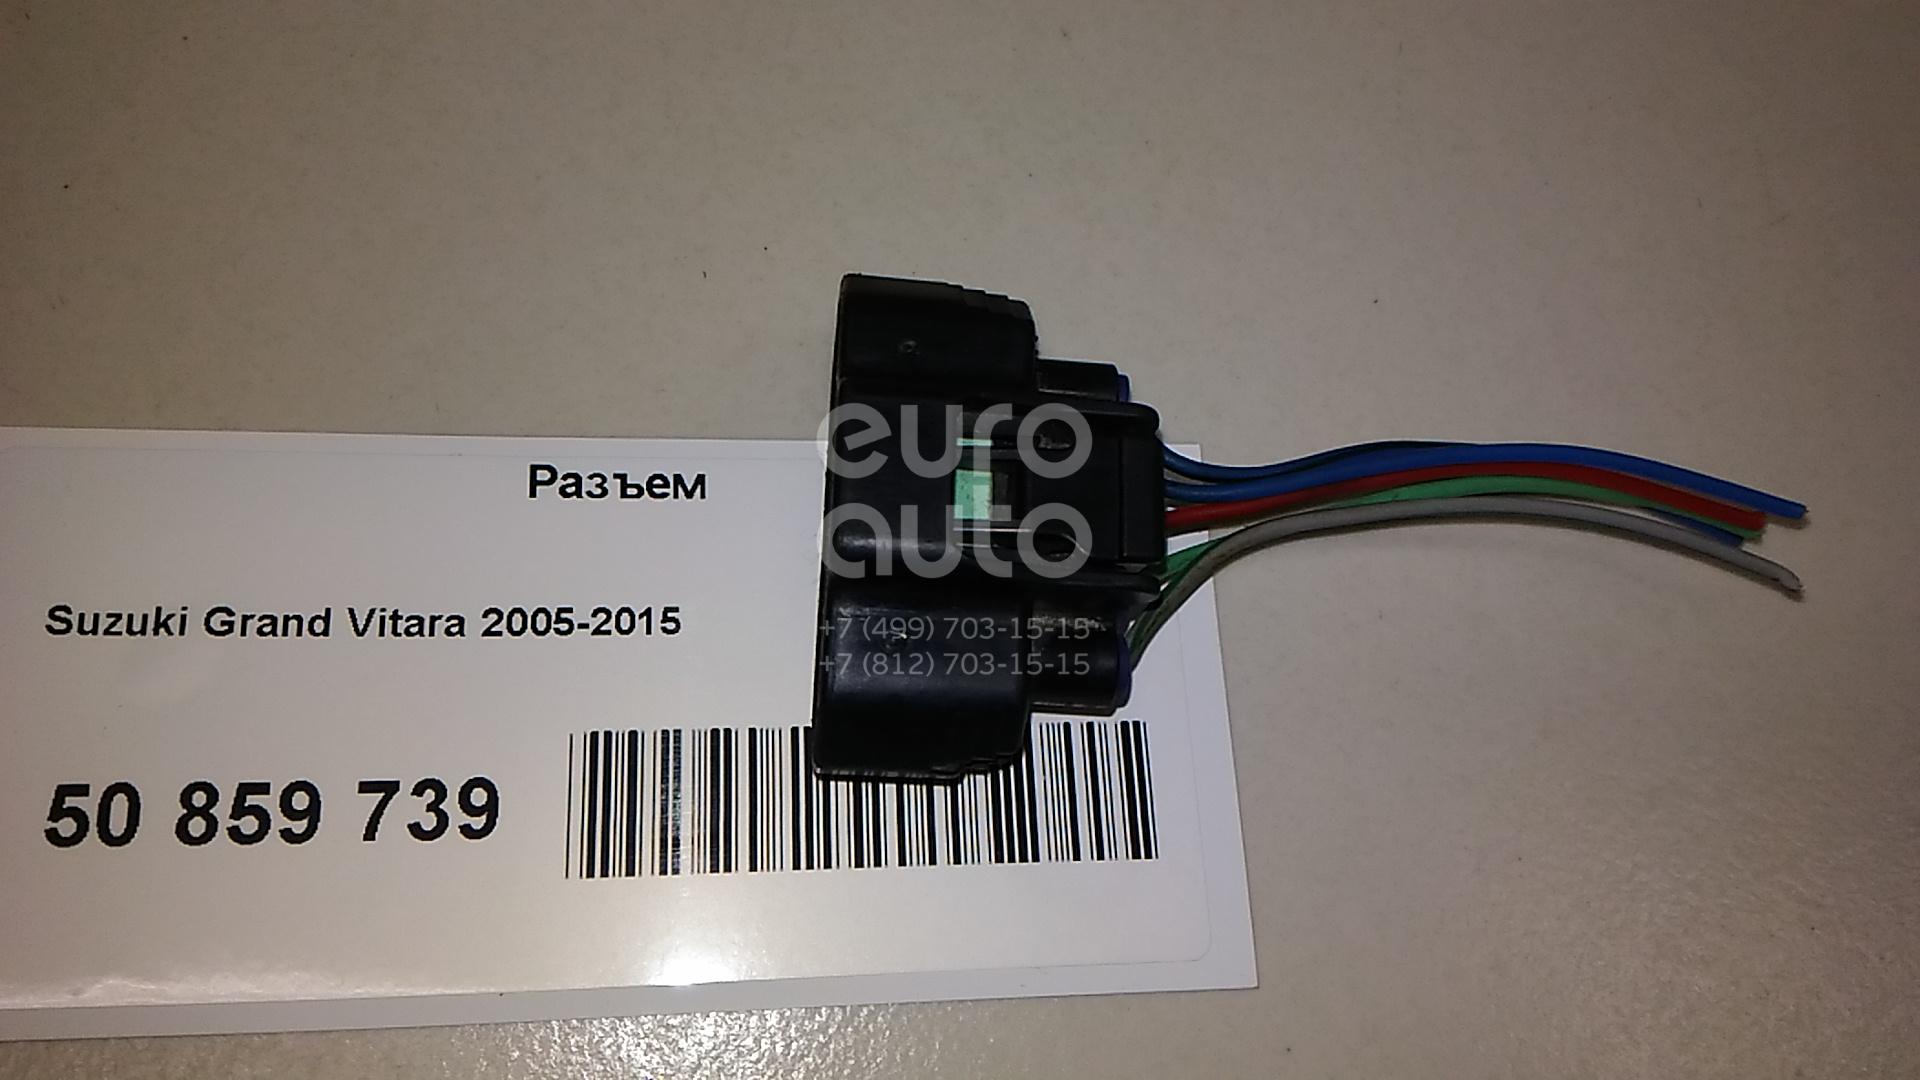 Разъем
Suzuki Grand Vitara 2005-2015
50 859 739
euro
auto
+7 (499) 703-15-15
+7 (812) 703-15-15